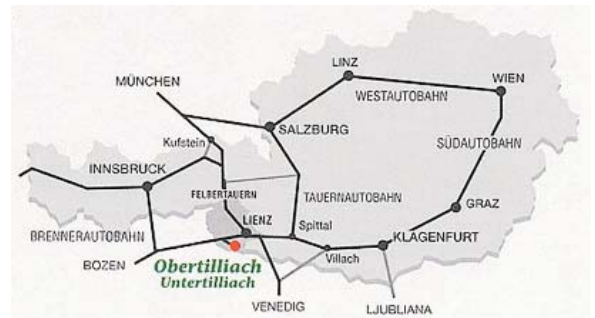 LINZ
WIEN
MÜNCHEN
WESTAUTOBAHN
SALZBURG
Kufstein
SÜDAUTOBAHN
INNSBRUCK
FELBERTAUERN
TAUERNAUTOBAHN
GRAZ
LIENZ
Spittal
BRENNERAUTOBAHN
KLAGENFURT
BOZEN
Obertilliach
Villach
Untertilliach
VENEDIG
LJUBLIANA